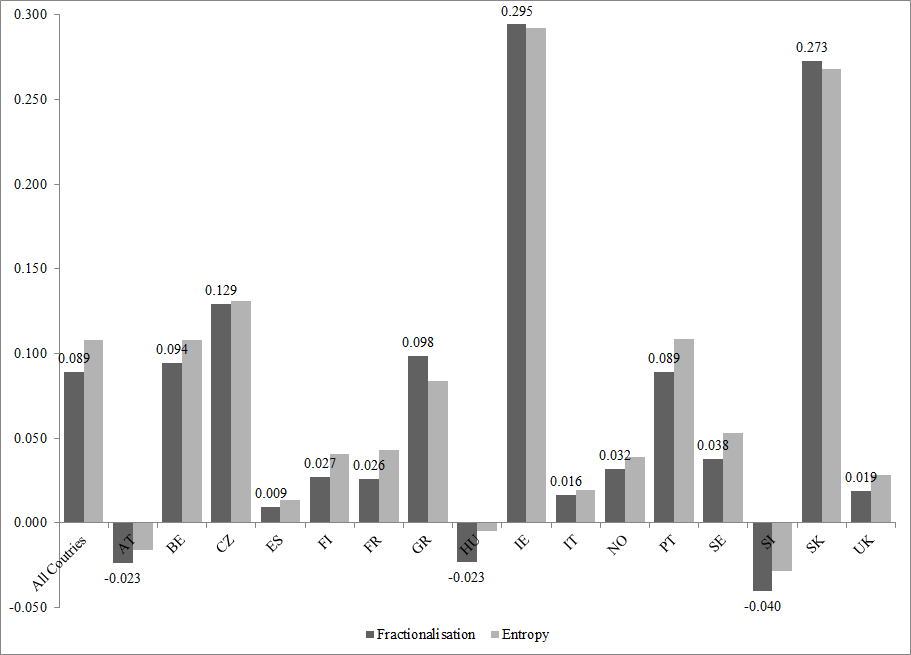 0.300
0.250
0.200
0.150
0.100
0.050
0.000
-0.050
0.089
-0.023
0.094
0.129
0.009
0.027
0.026
0.098
-0.023
0.295
0.016
0.032
0.089
0.038
-0.040
0.273
0.019
All Coutries
AT
BE
CZ
ES
FI
FR
GR
HU
IE
IT
NO
PT
SE
SI
SK
UK
Fractionalisation
Entropy